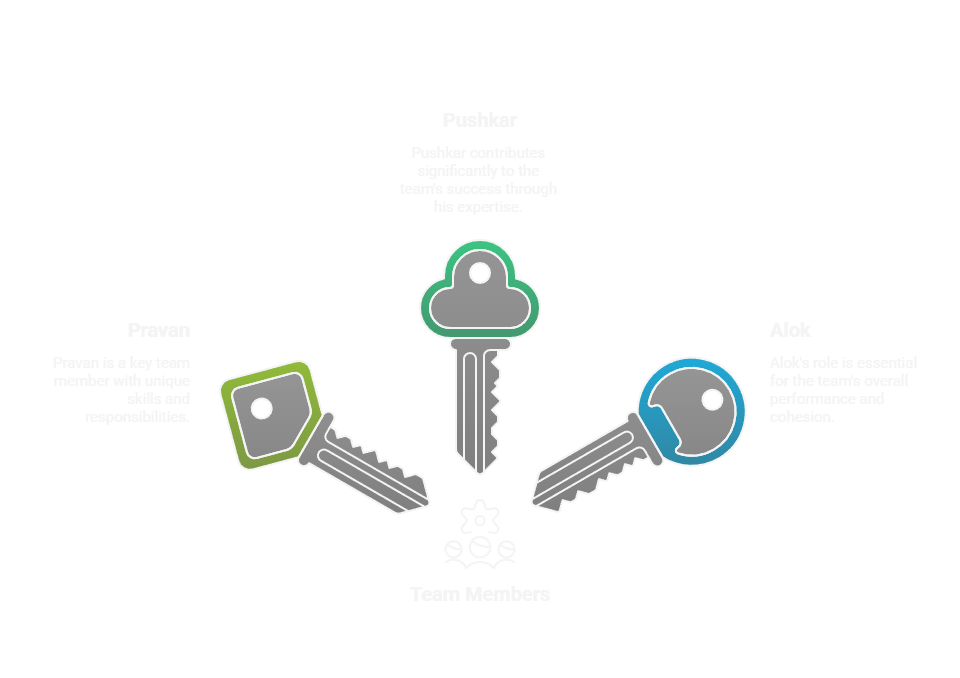 Pushkar
Pushkar contributes
significantly to the
team's success through
his expertise.
Pravan
Pravan is a key team
member with unique
skills and
responsibilities.
Alok
Alok's role is essential
for the team's overall
performance and
cohesion.
Team Members